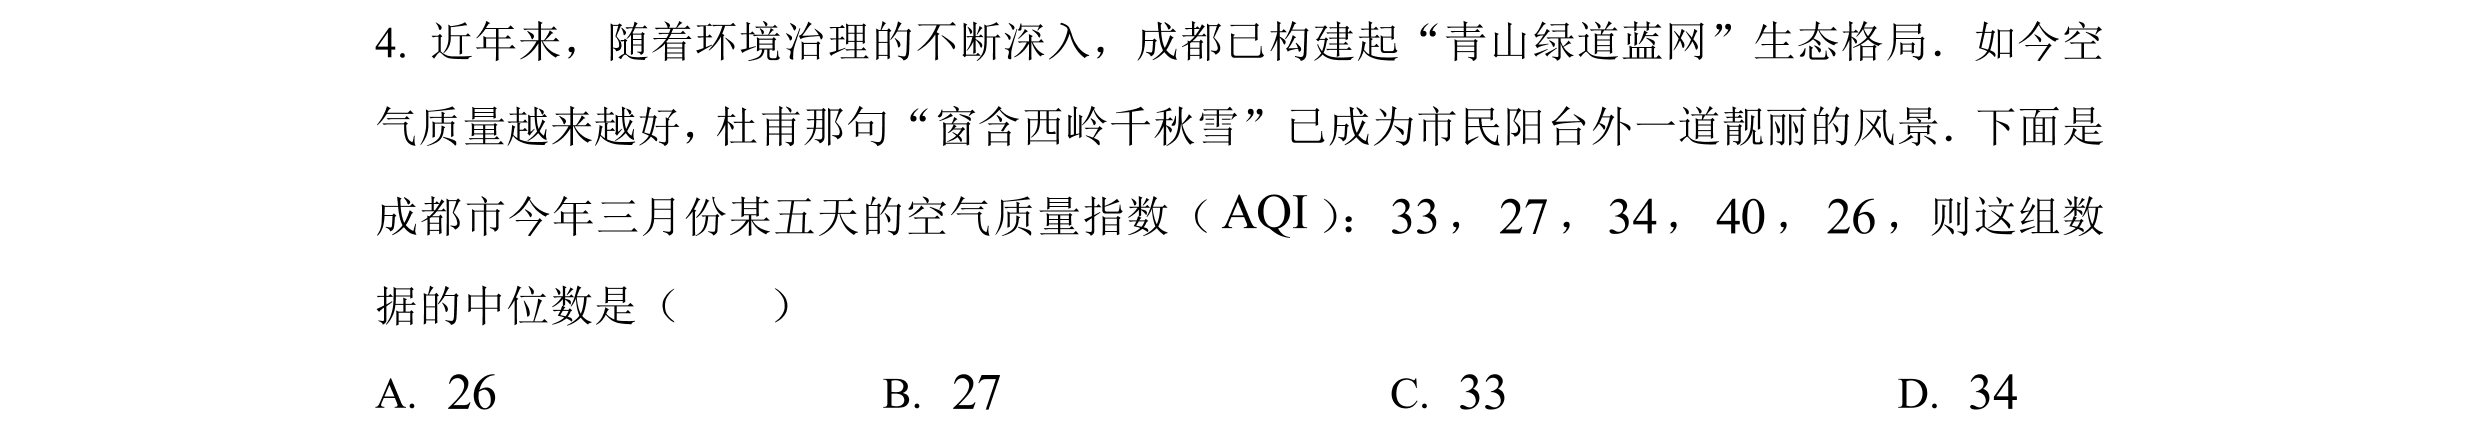 4. 近年来，随着环境治理的不断深入，成都已构建起“青山绿道蓝网”生态格局．如今空
气质量越来越好，杜甫那句“窗含西岭千秋雪”已成为市民阳台外一道靓丽的风景．下面是
成都市今年三月份某五天的空气质量指数（AQI）：33，27，34，40，26，则这组数
据的中位数是（　　）
A. 26　B. 27　C. 33　D. 34